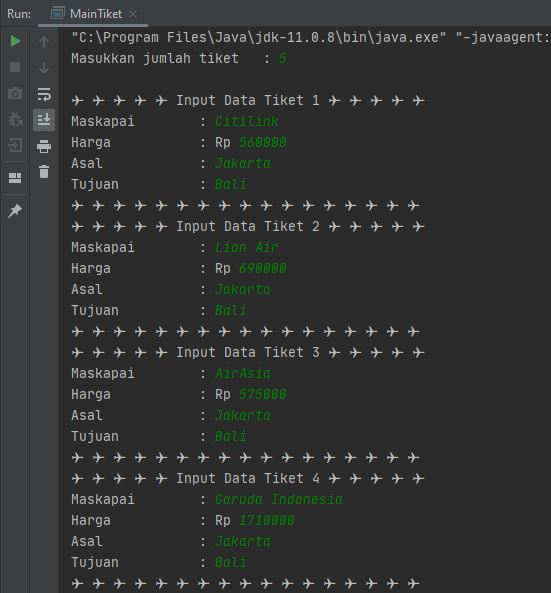 Run: MainTiket ×
"C:\Program Files\Java\jdk-11.0.8\bin\java.exe" "-javaagent:
Masukkan jumlah tiket : 5
✈ ✈ ✈ ✈ ✈ Input Data Tiket 1 ✈ ✈ ✈ ✈ ✈
Maskapai : Citilink
Harga : Rp 560000
Asal : Jakarta
Tujuan : Bali
✈ ✈ ✈ ✈ ✈ ✈ ✈ ✈ ✈ ✈ ✈ ✈ ✈ ✈ ✈ ✈
✈ ✈ ✈ ✈ ✈ Input Data Tiket 2 ✈ ✈ ✈ ✈ ✈
Maskapai : Lion Air
Harga : Rp 690000
Asal : Jakarta
Tujuan : Bali
✈ ✈ ✈ ✈ ✈ ✈ ✈ ✈ ✈ ✈ ✈ ✈ ✈ ✈ ✈ ✈
✈ ✈ ✈ ✈ ✈ Input Data Tiket 3 ✈ ✈ ✈ ✈ ✈
Maskapai : AirAsia
Harga : Rp 575000
Asal : Jakarta
Tujuan : Bali
✈ ✈ ✈ ✈ ✈ ✈ ✈ ✈ ✈ ✈ ✈ ✈ ✈ ✈ ✈ ✈
✈ ✈ ✈ ✈ ✈ Input Data Tiket 4 ✈ ✈ ✈ ✈ ✈
Maskapai : Garuda Indonesia
Harga : Rp 1710000
Asal : Jakarta
Tujuan : Bali
✈ ✈ ✈ ✈ ✈ ✈ ✈ ✈ ✈ ✈ ✈ ✈ ✈ ✈ ✈ ✈